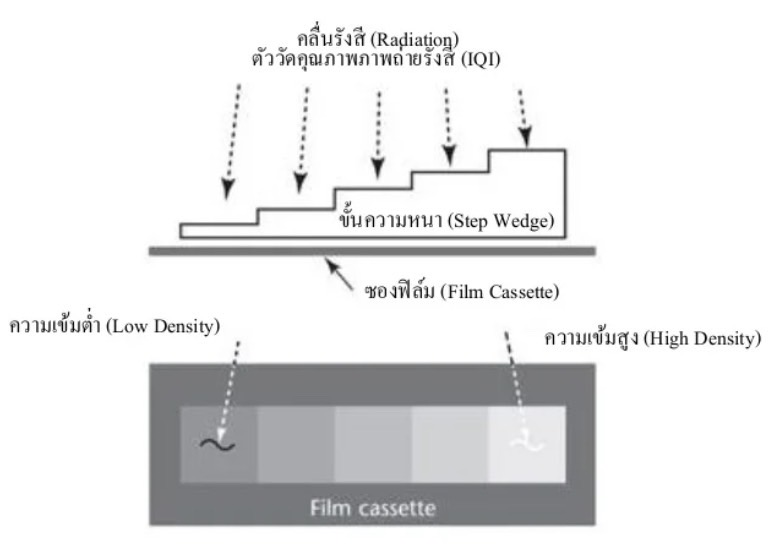 คลื่นรังสี (Radiation)
ตัววัดคุณภาพภาพถ่ายรังสี (IQI)
ขั้นความหนา (Step Wedge)
ซองฟิล์ม (Film Cassette)
ความเข้มต่ำ (Low Density)
ความเข้มสูง (High Density)
Film cassette